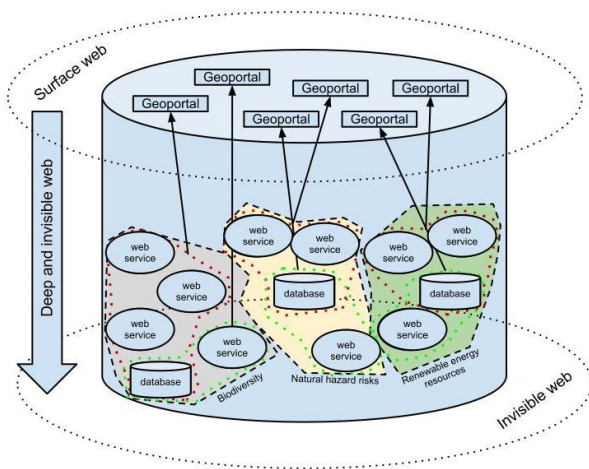 Surface web
Geoportal
Geoportal
Geoportal
Geoportal
Geoportal
Geoportal
Deep and invisible web
web
service
web
service
web
service
web
service
web
service
web
service
web
service
database
database
web
service
web
service
web
service
web
service
database
Biodiversity
Natural hazard risks
Renewable energy
resources
Invisible web